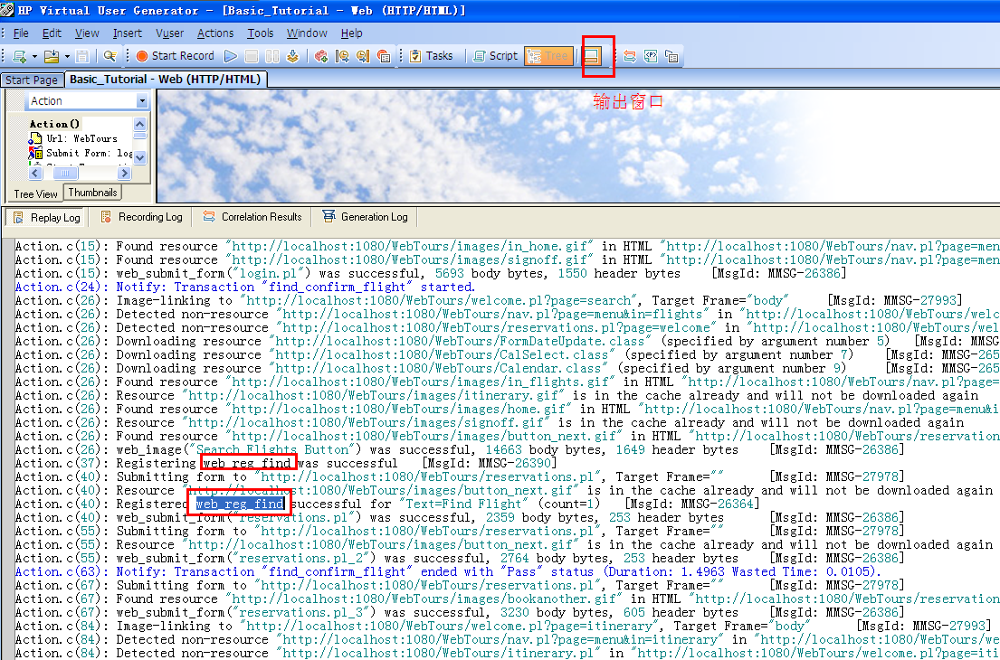 HP Virtual User Generator - [Basic_Tutorial - Web (HTTP/HTML)]
File Edit View Insert Vuser Actions Tools Window Help
Start Record Tasks Script Tree
Start Page Basic_Tutorial - Web (HTTP/HTML)
Action
输出窗口
Action()
Url: WebTours
Submit Form: log
Tree View Thumbnails
Replay Log Recording Log Correlation Results Generation Log
Action.c(15): Found resource "http://localhost:1080/WebTours/images/in_home.gif" in HTML "http://localhost:1080/WebTours/nav.pl?page=men
Action.c(15): Found resource "http://localhost:1080/WebTours/images/signoff.gif" in HTML "http://localhost:1080/WebTours/nav.pl?page=men
Action.c(15): web_submit_form("login.pl") was successful, 5693 body bytes, 1550 header bytes [MsgId: MMSG-26386]
Action.c(24): Notify: Transaction "find_confirm_flight" started.
Action.c(26): Image-linking to "http://localhost:1080/WebTours/welcome.pl?page=search", Target Frame="body" [MsgId: MMSG-27993]
Action.c(26): Detected non-resource "http://localhost:1080/WebTours/nav.pl?page=menu&in=flights" in "http://localhost:1080/WebTours/welc
Action.c(26): Detected non-resource "http://localhost:1080/WebTours/reservations.pl?page=welcome" in "http://localhost:1080/WebTours/wel
Action.c(26): Downloading resource "http://localhost:1080/WebTours/FormDateUpdate.class" (specified by argument number 5) [MsgId: MMSG
Action.c(26): Downloading resource "http://localhost:1080/WebTours/CalSelect.class" (specified by argument number 7) [MsgId: MMSG-265
Action.c(26): Downloading resource "http://localhost:1080/WebTours/Calendar.class" (specified by argument number 9) [MsgId: MMSG-265
Action.c(26): Found resource "http://localhost:1080/WebTours/images/in_flights.gif" in HTML "http://localhost:1080/WebTours/nav.pl?page=
Action.c(26): Resource "http://localhost:1080/WebTours/images/itinerary.gif" is in the cache already and will not be downloaded again
Action.c(26): Found resource "http://localhost:1080/WebTours/images/home.gif" in HTML "http://localhost:1080/WebTours/nav.pl?page=menu&i
Action.c(26): Resource "http://localhost:1080/WebTours/images/signoff.gif" is in the cache already and will not be downloaded again
Action.c(26): Found resource "http://localhost:1080/WebTours/images/button_next.gif" in HTML "http://localhost:1080/WebTours/reservation
Action.c(26): web_image("Search Flights Button") was successful, 14663 body bytes, 1649 header bytes [MsgId: MMSG-26386]
Action.c(37): Registering web_reg_find was successful [MsgId: MMSG-26390]
Action.c(40): Submitting form to "http://localhost:1080/WebTours/reservations.pl", Target Frame="" [MsgId: MMSG-27978]
Action.c(40): Resource "http://localhost:1080/WebTours/images/button_next.gif" is in the cache already and will not be downloaded again
Action.c(40): Registered web_reg_find successful for "Text=Find Flight" (count=1) [MsgId: MMSG-26364]
Action.c(40): web_submit_form("reservations.pl") was successful, 2359 body bytes, 253 header bytes [MsgId: MMSG-26386]
Action.c(55): Submitting form to "http://localhost:1080/WebTours/reservations.pl", Target Frame="" [MsgId: MMSG-27978]
Action.c(55): Resource "http://localhost:1080/WebTours/images/button_next.gif" is in the cache already and will not be downloaded again
Action.c(55): web_submit_form("reservations.pl_2") was successful, 2764 body bytes, 253 header bytes [MsgId: MMSG-26386]
Action.c(63): Notify: Transaction "find_confirm_flight" ended with "Pass" status (Duration: 1.4963 Wasted Time: 0.0105).
Action.c(67): Submitting form to "http://localhost:1080/WebTours/reservations.pl", Target Frame="" [MsgId: MMSG-27978]
Action.c(67): Found resource "http://localhost:1080/WebTours/images/bookanother.gif" in HTML "http://localhost:1080/WebTours/reservation
Action.c(67): web_submit_form("reservations.pl_3") was successful, 3230 body bytes, 605 header bytes [MsgId: MMSG-26386]
Action.c(84): Image-linking to "http://localhost:1080/WebTours/welcome.pl?page=itinerary", Target Frame="body" [MsgId: MMSG-27993]
Action.c(84): Detected non-resource "http://localhost:1080/WebTours/nav.pl?page=menu&in=itinerary" in "http://localhost:1080/WebTours/we
Action.c(84): Detected non-resource "http://localhost:1080/WebTours/itinerary.pl" in "http://localhost:1080/WebTours/welcome.pl?page=iti